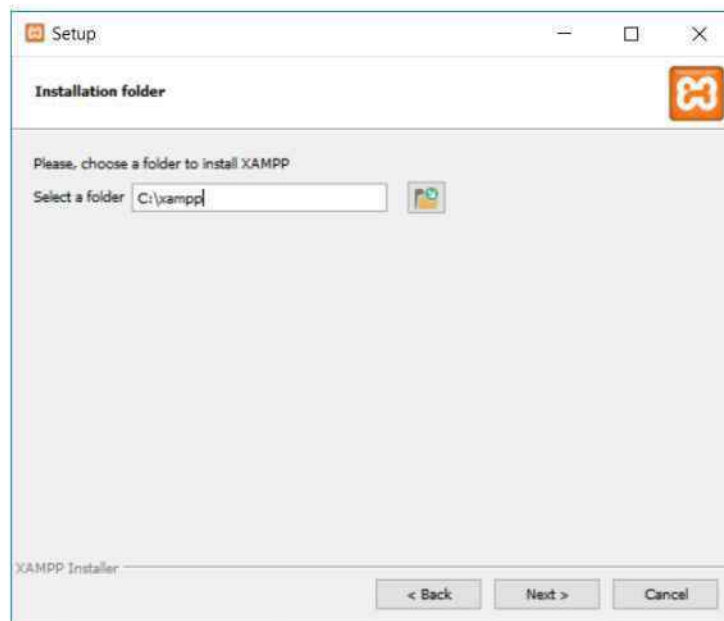 Setup
Installation folder
Please, choose a folder to install XAMPP
Select a folder C:\xampp
XAMPP Installer
< Back Next > Cancel